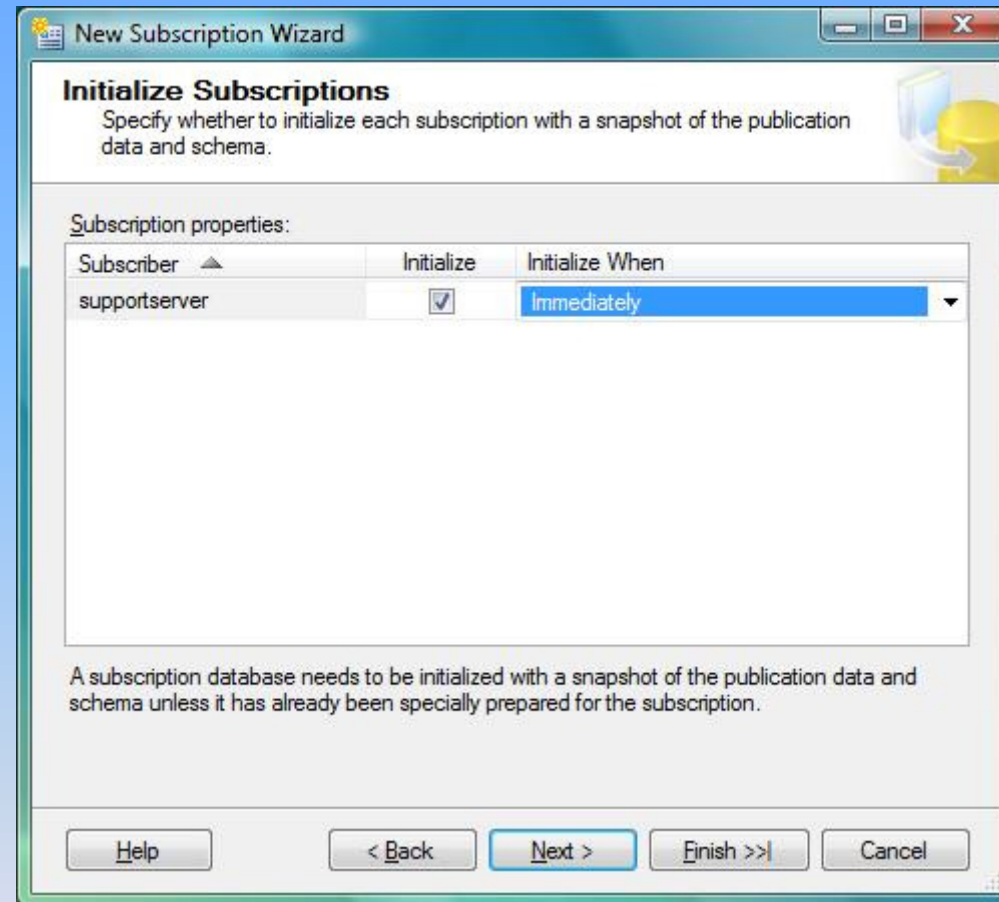 New Subscription Wizard
Initialize Subscriptions
Specify whether to initialize each subscription with a snapshot of the publication
data and schema.
Subscription properties:
Subscriber Initialize Initialize When
supportserver Immediately
A subscription database needs to be initialized with a snapshot of the publication data and
schema unless it has already been specially prepared for the subscription.
Help < Back Next > Finish >>| Cancel